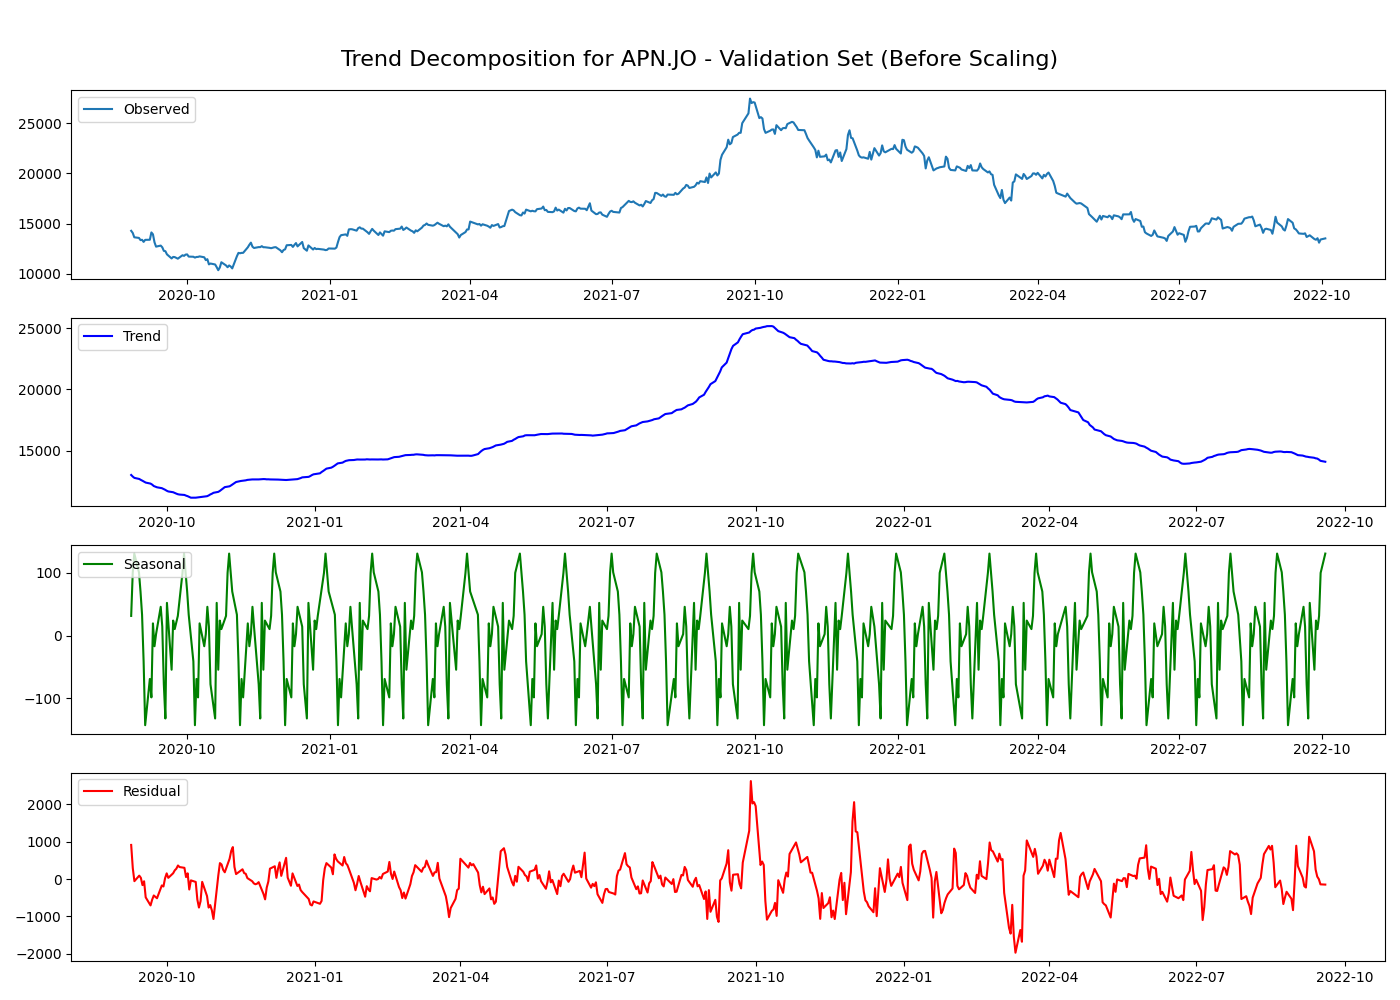 Trend Decomposition for APN.JO - Validation Set (Before Scaling)
Observed
25000
20000
15000
10000
2020-10 2021-01 2021-04 2021-07 2021-10 2022-01 2022-04 2022-07 2022-10
Trend
25000
20000
15000
2020-10 2021-01 2021-04 2021-07 2021-10 2022-01 2022-04 2022-07 2022-10
Seasonal
100
0
−100
2020-10 2021-01 2021-04 2021-07 2021-10 2022-01 2022-04 2022-07 2022-10
Residual
2000
1000
0
−1000
−2000
2020-10 2021-01 2021-04 2021-07 2021-10 2022-01 2022-04 2022-07 2022-10